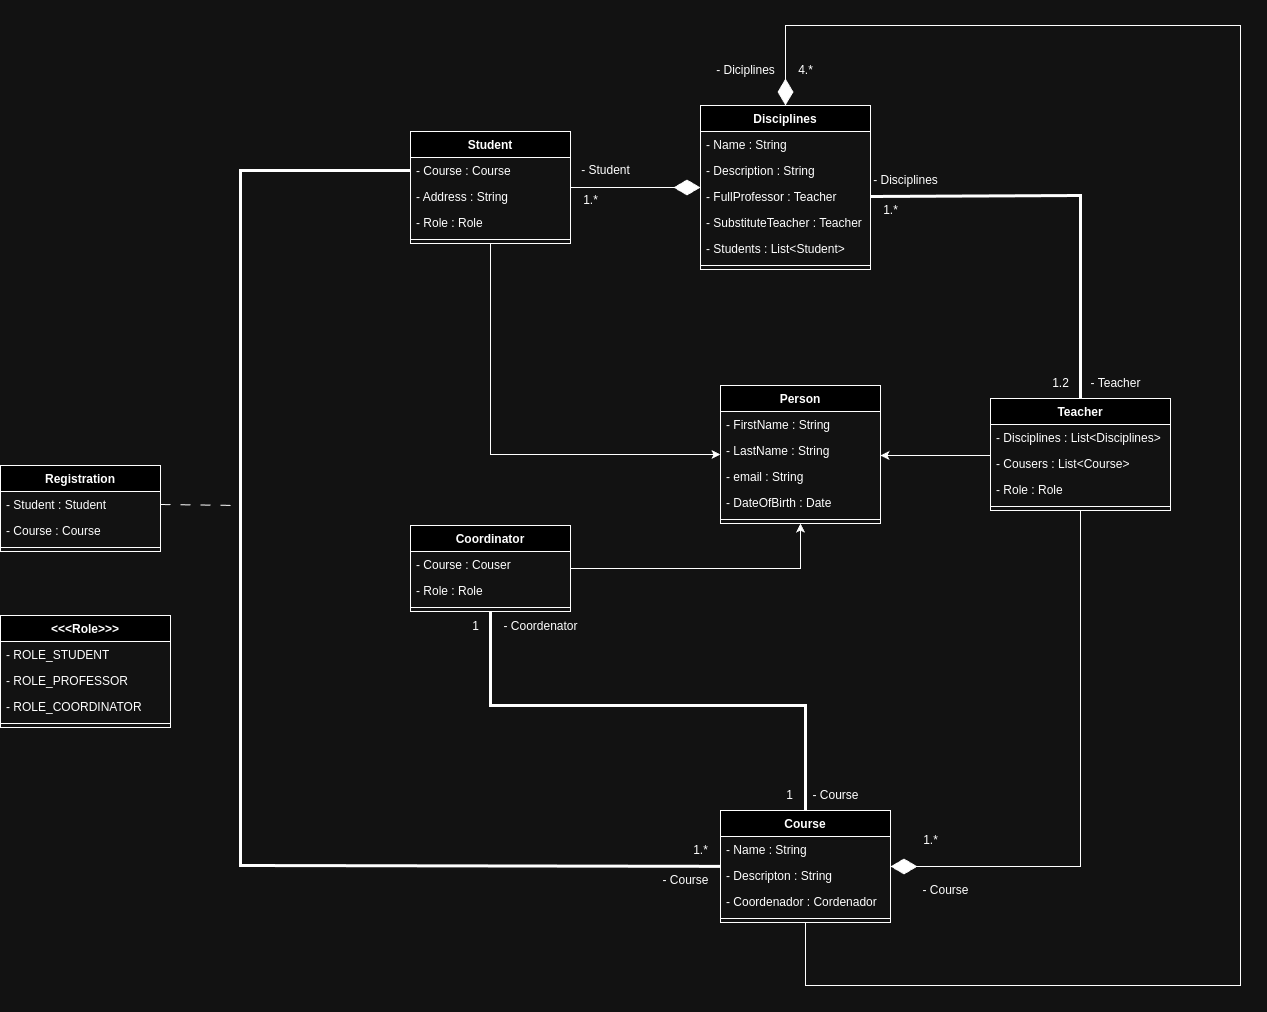 - Diciplines
4.*
Disciplines
- Name : String
- Description : String
- FullProfessor : Teacher
- SubstituteTeacher : Teacher
- Students : List<Student>
Student
- Course : Course
- Address : String
- Role : Role
- Student
1.*
- Disciplines
1.*
1.2
- Teacher
Person
- FirstName : String
- LastName : String
- email : String
- DateOfBirth : Date
Teacher
- Disciplines : List<Disciplines>
- Cousers : List<Course>
- Role : Role
Registration
- Student : Student
- Course : Course
Coordinator
- Course : Couser
- Role : Role
1
- Coordenator
<<<Role>>>
- ROLE_STUDENT
- ROLE_PROFESSOR
- ROLE_COORDINATOR
1
- Course
1.*
- Course
Course
- Name : String
- Descripton : String
- Coordenador : Cordenador
1.*
- Course